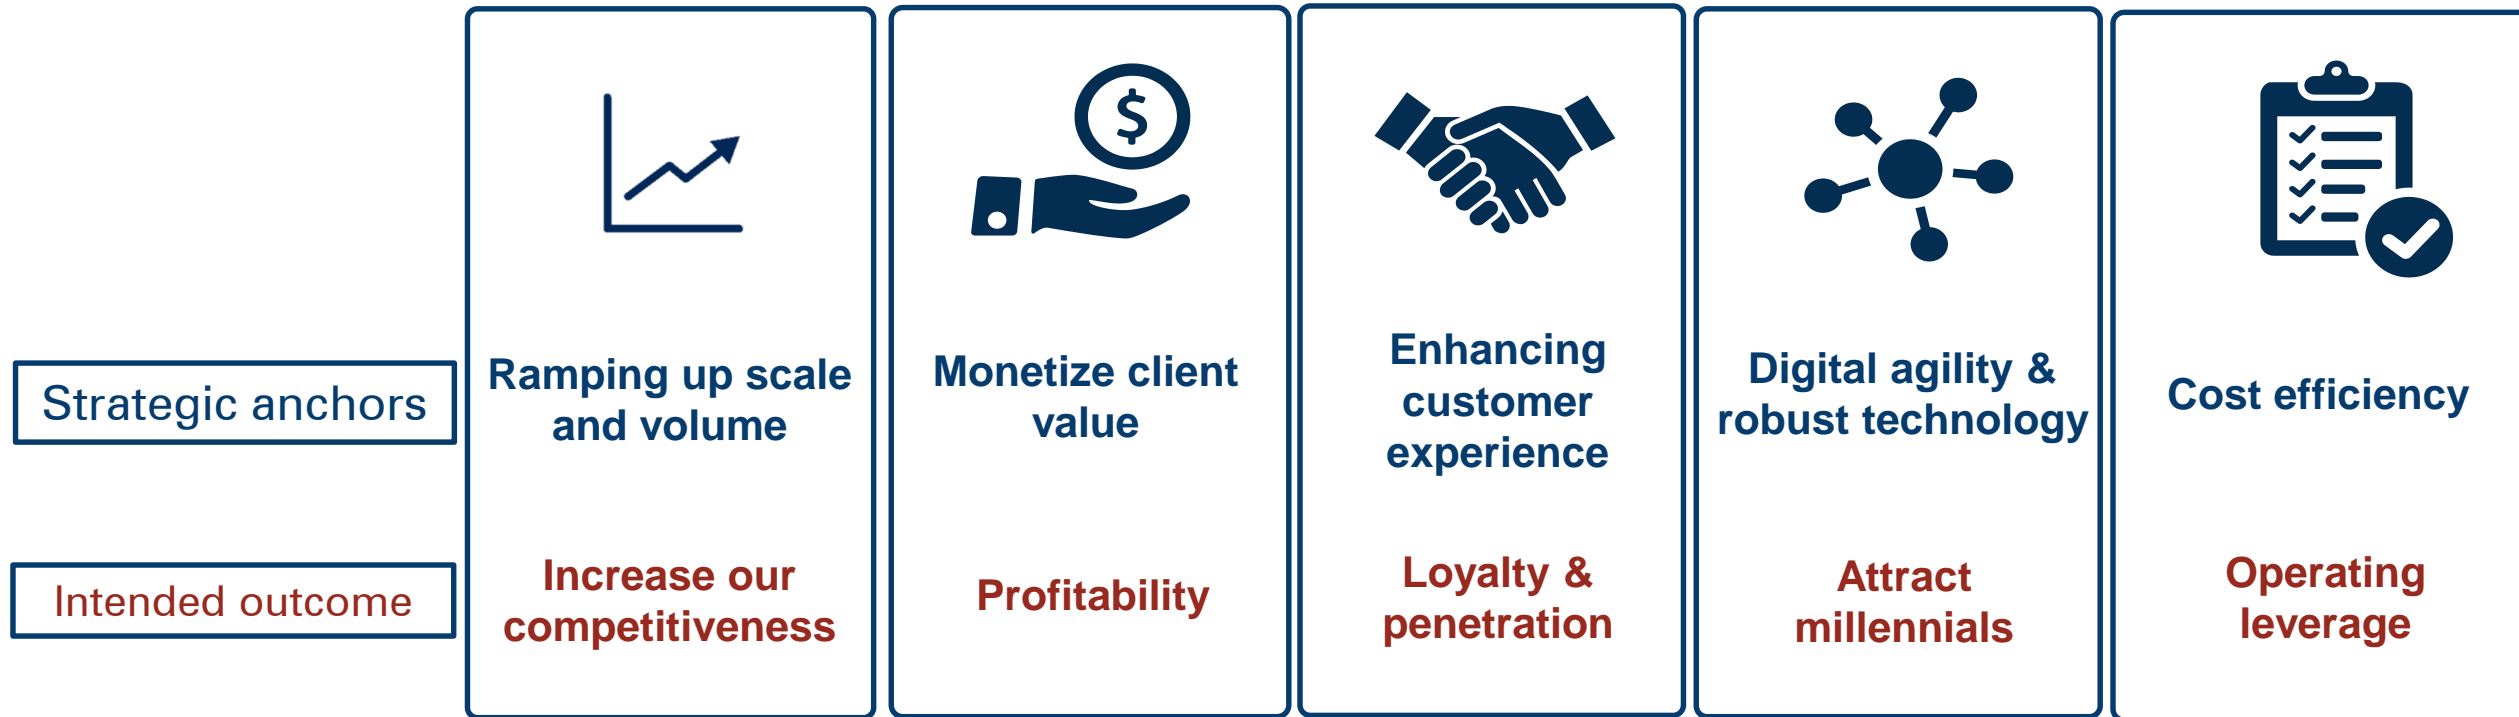 $
Strategic anchors
Ramping up scale
and volume
Monetize client
value
Enhancing
customer
experience
Digital agility &
robust technology
Cost efficiency
Intended outcome
Increase our
competitiveness
Profitability
Loyalty &
penetration
Attract
millennials
Operating
leverage